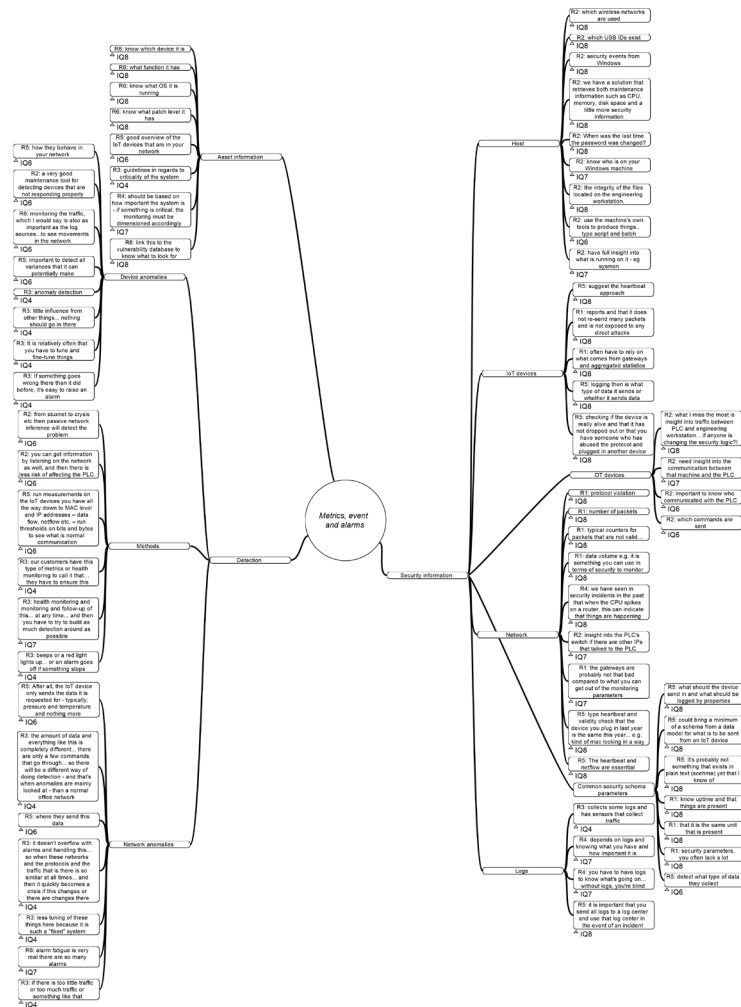 R6: know which device it is
IQ8
R6: what function it has
IQ8
R6: know what OS it is
running
IQ8
R6: know what patch level it
has
IQ8
R5: good overview of the
IoT devices that are in your
network
IQ6
R3: guidelines in regards to
criticality of the system
IQ4
R4: should be based on
how important the system is
- if something is critical, the
monitoring must be
dimensioned accordingly
IQ7
R6: link this to the
vulnerability database to
know what to look for
IQ8
Asset information
R5: how they behave in
your network
IQ6
R2: a very good
maintenance tool for
detecting devices that are
not responding properly
IQ6
R6: monitoring the traffic,
which I would say is also as
important as the log
sources...to see movements
in the network
IQ6
R5: important to detect all
variances that it can
potentially make
IQ6
R3: anomaly detection
IQ4
R3: little influence from
other things... nothing
should go in there
IQ4
R3: It is relatively often that
you have to tune and
fine-tune things
IQ4
R3: If something goes
wrong there than it did
before, it's easy to raise an
alarm
IQ4
Device anomalies
R2: from stuxnet to crysis
etc then passive network
inference will detect the
problem
IQ6
R2: you can get information
by listening on the network
as well, and then there is
less risk of affecting the PLC.
IQ6
R5: run measurements on
the IoT devices you have all
the way down to MAC level
and IP addresses – data
flow, netflow etc. – run
thresholds on bits and bytes
to see what is normal
communication
IQ6
R3: our customers have this
type of metrics or health
monitoring to call it that...
they have to ensure this
IQ4
R3: health monitoring and
monitoring and follow-up of
this... at any time... and then
you have to try to build as
much detection around as
possible
IQ7
R3: beeps or a red light
lights up... or an alarm goes
off if something stops
IQ4
Methods
R5: After all, the IoT device
only sends the data it is
requested for - typically;
pressure and temperature
and nothing more
IQ6
R3: the amount of data and
everything like this is
completely different... there
are only a few commands
that go through... so there
will be a different way of
doing detection - and that's
when anomalies are mainly
looked at - than a normal
office network
IQ4
R5: where they send this
data
IQ6
R3: it doesn't overflow with
alarms and handling this...
so when these networks
and the protocols and the
traffic that is there is so
similar at all times... and
then it quickly becomes a
crisis if this changes or
there are changes there
IQ4
R3: less tuning of these
things here because it is
such a "fixed" system
IQ4
R6: alarm fatigue is very
real there are so many
alarms
IQ7
R3: if there is too little traffic
or too much traffic or
something like that
IQ4
Network anomalies
Detection
Metrics, event
and alarms
Security information
R2: which wireless networks
are used
IQ8
R2: which USB IDs exist
IQ8
R2: security events from
Windows
IQ8
R2: we have a solution that
retrieves both maintenance
information such as CPU,
memory, disk space and a
little more security
information
IQ8
R2: When was the last time
the password was changed?
IQ8
R2: know who is on your
Windows machine
IQ7
R2: the integrity of the files
located on the engineering
workstation.
IQ8
R2: use the machine's own
tools to produce things..
type script and batch
IQ6
R2: have full insight into
what is running on it - eg
sysmon
IQ7
Host
R5: suggest the heartbeat
approach
IQ8
R1: reports and that it does
not re-send many packets
and is not exposed to any
direct attacks
IQ8
R1: often have to rely on
what comes from gateways
and aggregated statistics
IQ8
R5: logging then is what
type of data it sends or
whether it sends data
IQ8
R5: checking if the device is
really alive and that it has
not dropped out or that you
have someone who has
abused the protocol and
plugged in another device
IQ8
IoT devices
R2: what I miss the most is
insight into traffic between
PLC and engineering
workstation... if anyone is
changing the security logic?!
IQ8
R2: need insight into the
communication between
that machine and the PLC
IQ7
R2: important to know who
communicated with the PLC
IQ6
R2: which commands are
sent
IQ6
OT devices
R1: protocol violation
IQ8
R1: number of packets
IQ8
R1: typical counters for
packets that are not valid...
IQ8
R1: data volume e.g. it is
something you can use in
terms of security to monitor
IQ8
R4: we have seen in
security incidents in the past
that when the CPU spikes
on a router, this can indicate
that things are happening
IQ8
R2: insight into the PLC's
switch if there are other IPs
that talked to the PLC
IQ7
R1: the gateways are
probably not that bad
compared to what you can
get out of the monitoring
parameters
IQ7
R6: type heartbeat and
validity check that the
device you plug in last year
is the same this year... e.g.
kind of mac locking in a way
IQ8
R5: The heartbeat and
netflow are essential
IQ8
Network
R5: what should the device
send in and what should be
logged by properties
IQ8
R5: could bring a minimum
of a schema from a data
model for what is to be sent
from an IoT device
IQ8
R5: It's probably not
something that exists in
plain text (scehma) yet that I
know of
IQ8
R1: know uptime and that
things are present
IQ8
R1: that it is the same unit
that is present
IQ8
R1: security parameters,
you often lack a lot
IQ8
R5: detect what type of data
they collect
IQ6
Common security schema
parameters
R3: collects some logs and
has sensors that collect
traffic
IQ4
R4: depends on logs and
knowing what you have and
how important it is
IQ7
R4: you have to have logs
to know what's going on...
without logs, you're blind
IQ7
R5: it is important that you
send all logs to a log center
and use that log center in
the event of an incident
IQ8
Logs